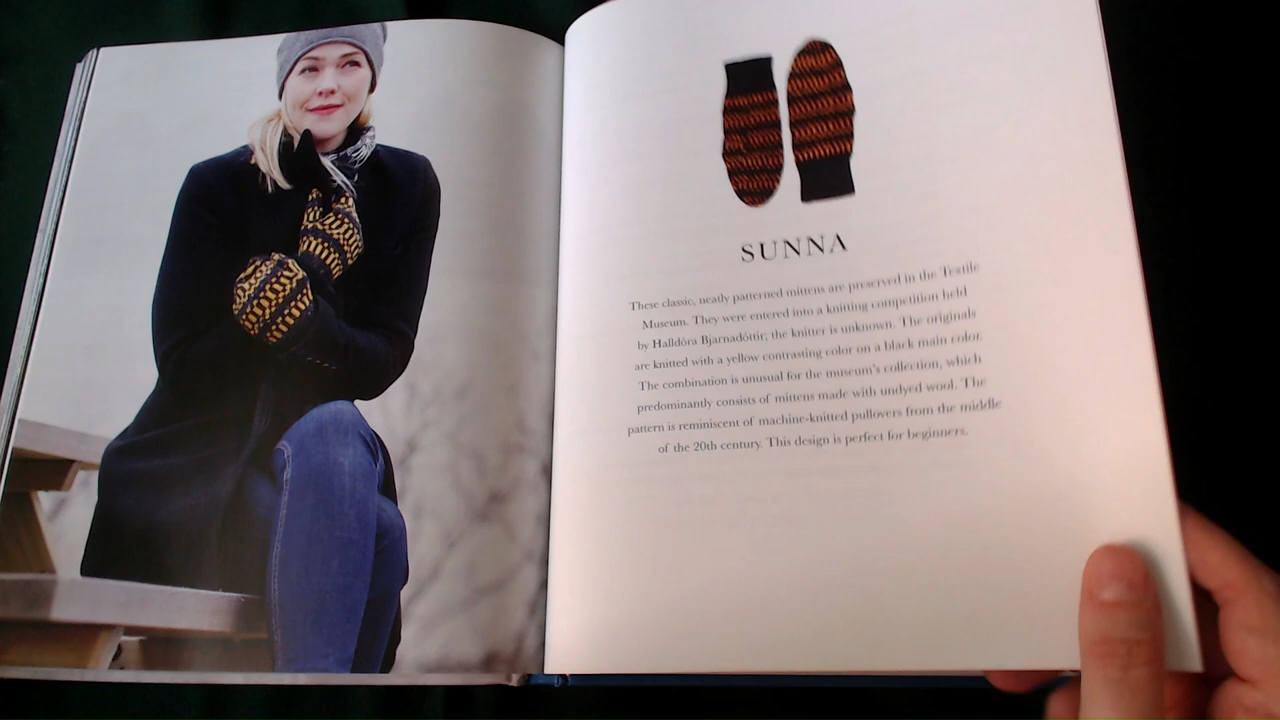 SUNNA
These classic, neatly patterned mittens are preserved in the Textile
Museum. They were entered into a knitting competition held
by Halldóra Bjarnadóttir; the knitter is unknown. The originals
are knitted with a yellow contrasting color on a black main color.
The combination is unusual for the museum's collection, which
predominantly consists of mittens made with undyed wool. The
pattern is reminiscent of machine-knitted pullovers from the middle
of the 20th century. This design is perfect for beginners.